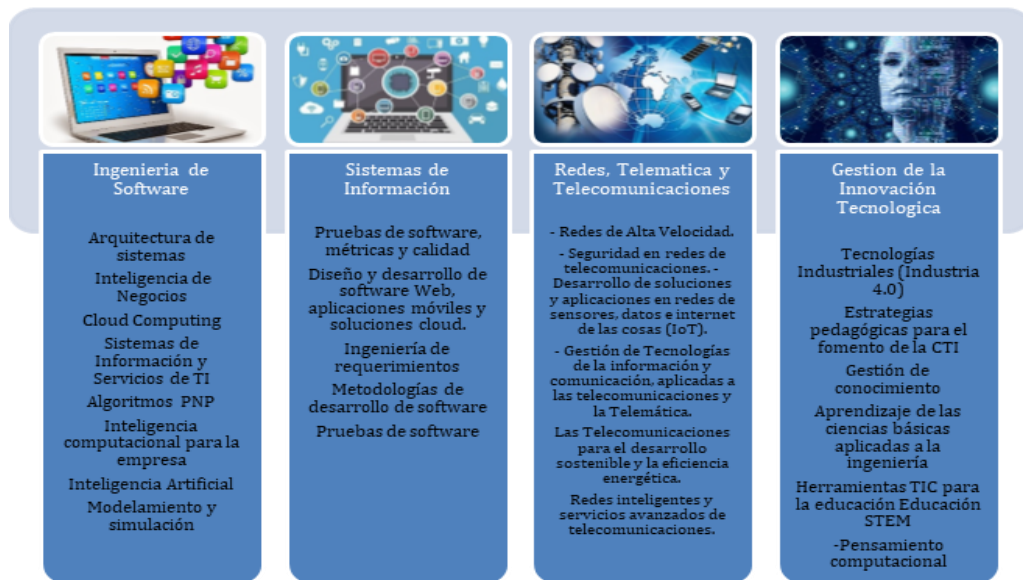 Ingenieria de
Software
Arquitectura de
sistemas
Inteligencia de
Negocios
Cloud Computing
Sistemas de
Información y
Servicios de TI
Algoritmos PNP
Inteligencia
computacional para la
empresa
Inteligencia Artificial
Modelamiento y
simulación
Sistemas de
Información
Pruebas de software,
métricas y calidad
Diseño y desarrollo de
software Web,
aplicaciones móviles y
soluciones cloud.
Ingeniería de
requerimientos
Metodologías de
desarrollo de software
Pruebas de software
Redes, Telematica y
Telecomunicaciones
- Redes de Alta Velocidad.
- Seguridad en redes de
telecomunicaciones. -
Desarrollo de soluciones
y aplicaciones en redes de
sensores, datos e internet
de las cosas (IoT).
- Gestión de Tecnologías
de la información y
comunicación, aplicadas a
las telecomunicaciones y
la Telemática.
Las Telecomunicaciones
para el desarrollo
sostenible y la eficiencia
energética.
Redes inteligentes y
servicios avanzados de
telecomunicaciones.
Gestion de la
Innovación
Tecnologica
Tecnologías
Industriales (Industria
4.0)
Estrategias
pedagógicas para el
fomento de la CTI
Gestión de
conocimiento
Aprendizaje de las
ciencias básicas
aplicadas a la
ingeniería
Herramientas TIC para
la educación Educación
STEM
-Pensamiento
computacional